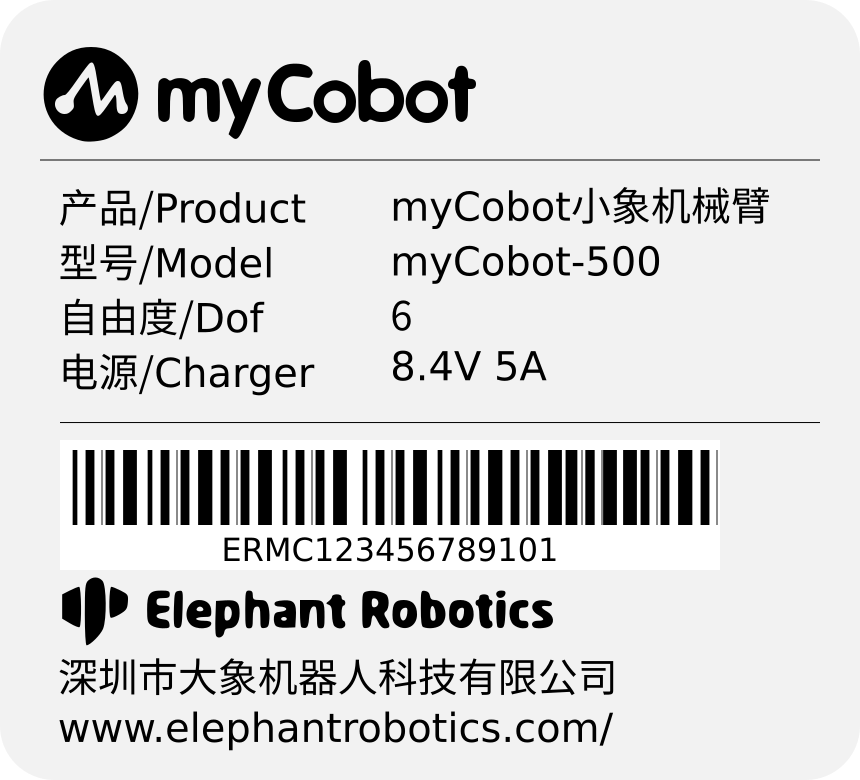 myCobot
产品/Product myCobot小象机械臂
型号/Model myCobot-500
自由度/Dof 6
电源/Charger 8.4V 5A
ERMC123456789101
Elephant Robotics
深圳市大象机器人科技有限公司
www.elephantrobotics.com/